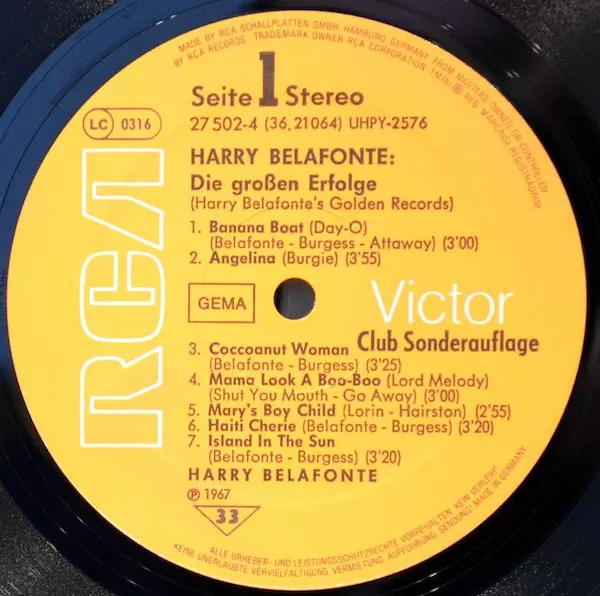 MADE BY RCA SCHALLPLATTEN GMBH HAMBURG GERMANY FROM MASTERS OWNED OR CONTROLLED
BY RCA RECORDS TRADEMARK OWNER RCA CORPORATION
REG. MARCA(S) REGISTRADA(S)
Seite 1 Stereo
LC 0316
27 502-4 (36,21064) UHPY-2576
HARRY BELAFONTE:
Die großen Erfolge
(Harry Belafonte's Golden Records)
1. Banana Boat (Day-O)
(Belafonte - Burgess - Attaway) (3'00)
2. Angelina (Burgie) (3'55)
RCA
GEMA
Victor
Club Sonderauflage
3. Coccoanut Woman
(Belafonte - Burgess) (3'25)
4. Mama Look A Boo-Boo (Lord Melody)
(Shut You Mouth - Go Away) (3'00)
5. Mary's Boy Child (Lorin - Hairston) (2'55)
6. Haiti Cherie (Belafonte - Burgess) (3'20)
7. Island In The Sun
(Belafonte - Burgess) (3'20)
HARRY BELAFONTE
Ⓟ 1967
33
ALLE URHEBER- UND LEISTUNGSSCHUTZRECHTE VORBEHALTEN. KEIN VERLEIH!
KEINE UNERLAUBTE VERVIELFÄLTIGUNG, VERMIETUNG, AUFFÜHRUNG, SENDUNG! MADE IN GERMANY